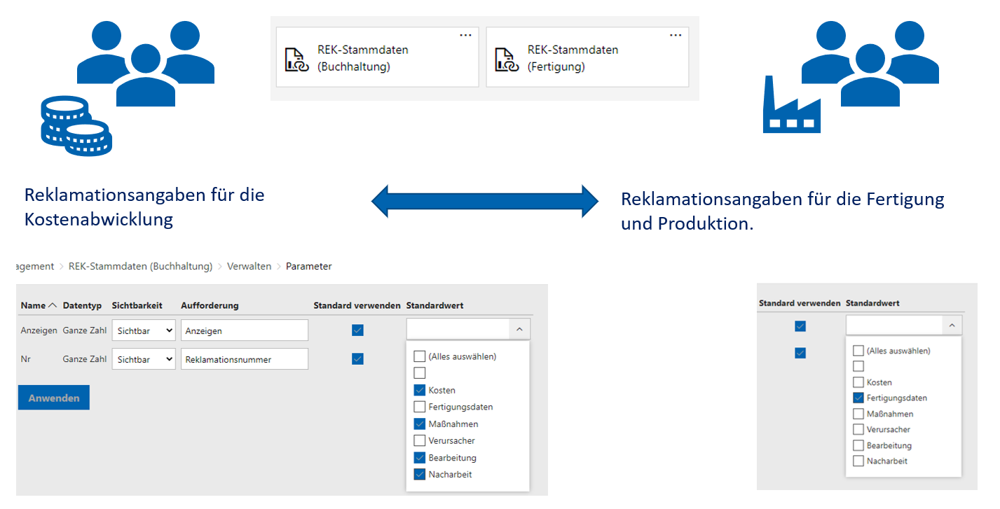 REK-Stammdaten
(Buchhaltung)
REK-Stammdaten
(Fertigung)
Reklamationsangaben für die
Kostenabwicklung
Reklamationsangaben für die Fertigung
und Produktion.
agement > REK-Stammdaten (Buchhaltung) > Verwalten > Parameter
Name Datentyp Sichtbarkeit Aufforderung Standard verwenden Standardwert
Anzeigen Ganze Zahl Sichtbar Anzeigen
Nr Ganze Zahl Sichtbar Reklamationsnummer
Anwenden
(Alles auswählen)
Kosten
Fertigungsdaten
Maßnahmen
Verursacher
Bearbeitung
Nacharbeit
Standard verwenden Standardwert
(Alles auswählen)
Kosten
Fertigungsdaten
Maßnahmen
Verursacher
Bearbeitung
Nacharbeit